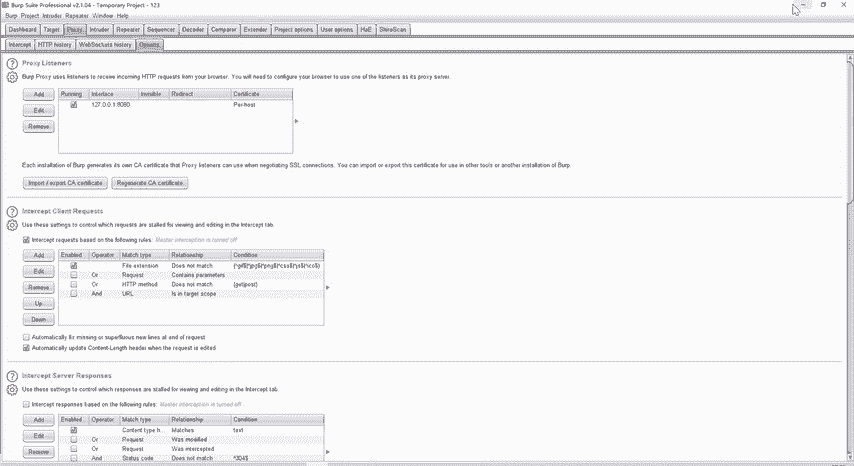 Burp Suite Professional v2.1.04 - Temporary Project - 123
Burp Project Intruder Repeater Window Help
Dashboard Target Proxy Intruder Repeater Sequencer Decoder Comparer Extender Project options User options HaE ShiroScan
Intercept HTTP history WebSockets history Options
Proxy Listeners
Burp Proxy uses listeners to receive incoming HTTP requests from your browser. You will need to configure your browser to use one of the listeners as its proxy server.
Add Running Interface Invisible Redirect Certificate
127.0.0.1:8080 Per-host
Edit
Remove
Each installation of Burp generates its own CA certificate that Proxy listeners can use when negotiating SSL connections. You can import or export this certificate for use in other tools or another installation of Burp.
Import / export CA certificate Regenerate CA certificate
Intercept Client Requests
Use these settings to control which requests are stalled for viewing and editing in the Intercept tab.
Intercept requests based on the following rules: Master interception is turned off
Add Enabled Operator Match type Relationship Condition
File extension Does not match (^gif$|^jpg$|^png$|^css$|^js$|^ico$)
Edit Or Request Contains parameters
Remove Or HTTP method Does not match (get|post)
And URL Is in target scope
Up
Down
Automatically fix missing or superfluous new lines at end of request
Automatically update Content-Length header when the request is edited
Intercept Server Responses
Use these settings to control which responses are stalled for viewing and editing in the Intercept tab.
Intercept responses based on the following rules: Master interception is turned off
Add Enabled Operator Match type Relationship Condition
Content type h... Matches text
Edit Or Request Was modified
Or Request Was intercepted
Remove And Status code Does not match ^304$